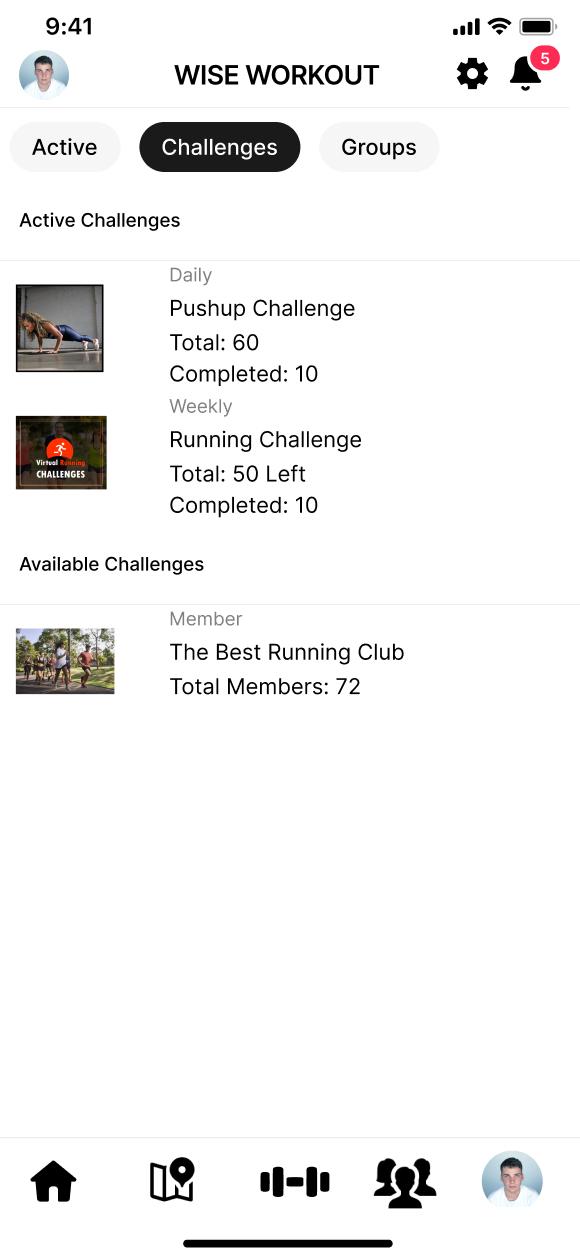 9:41
WISE WORKOUT
5
Active
Challenges
Groups
Active Challenges
Daily
Pushup Challenge
Total: 60
Completed: 10
Weekly
Virtual Running
CHALLENGES
Running Challenge
Total: 50 Left
Completed: 10
Available Challenges
Member
The Best Running Club
Total Members: 72